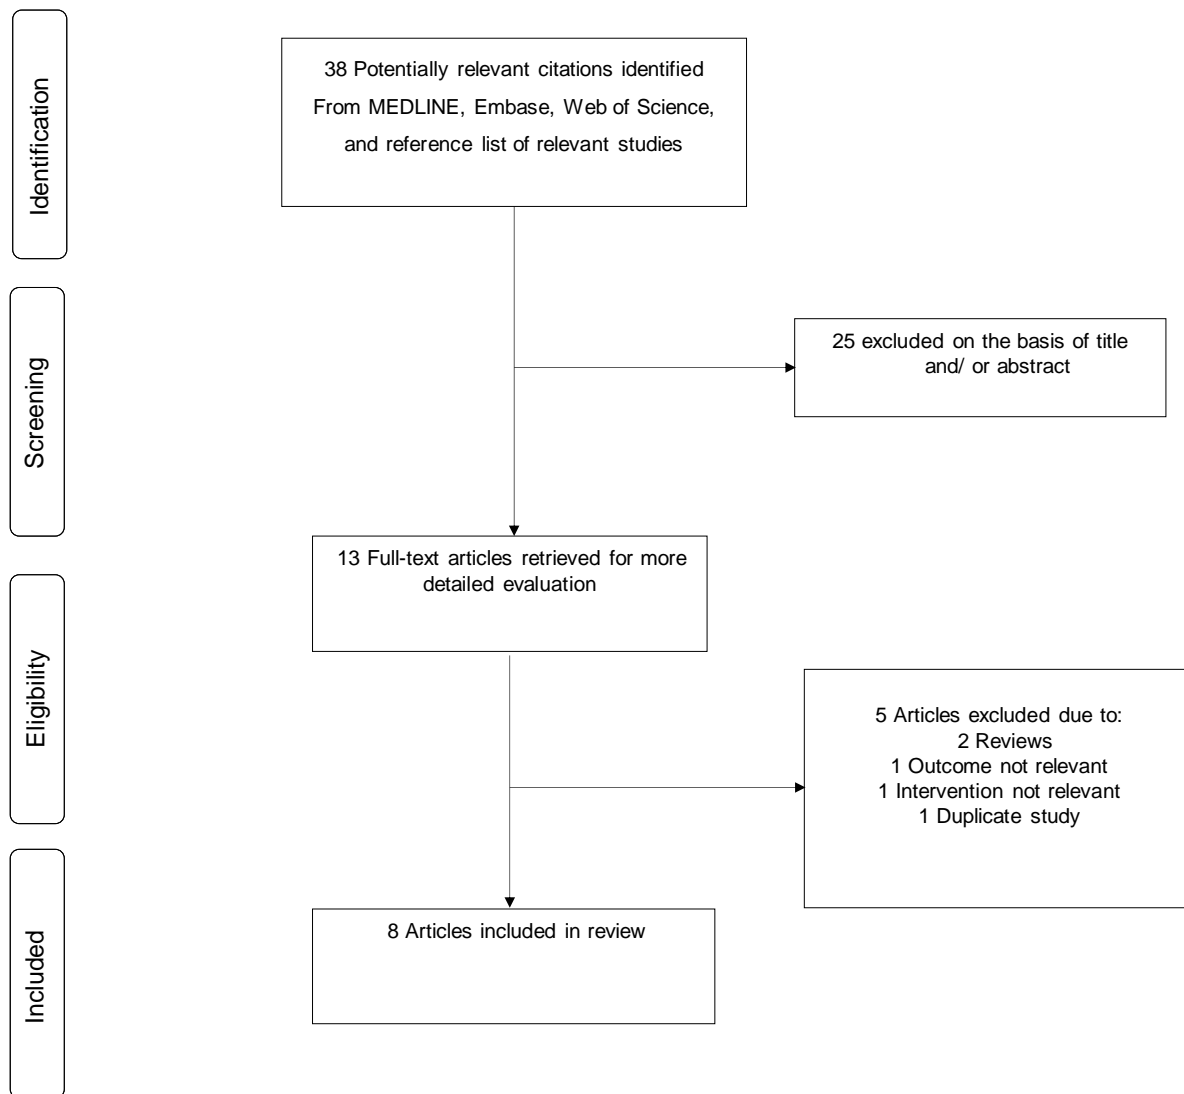 Identification
38 Potentially relevant citations identified
From MEDLINE, Embase, Web of Science,
and reference list of relevant studies
Screening
25 excluded on the basis of title
and/ or abstract
13 Full-text articles retrieved for more
detailed evaluation
Eligibility
5 Articles excluded due to:
2 Reviews
1 Outcome not relevant
1 Intervention not relevant
1 Duplicate study
Included
8 Articles included in review